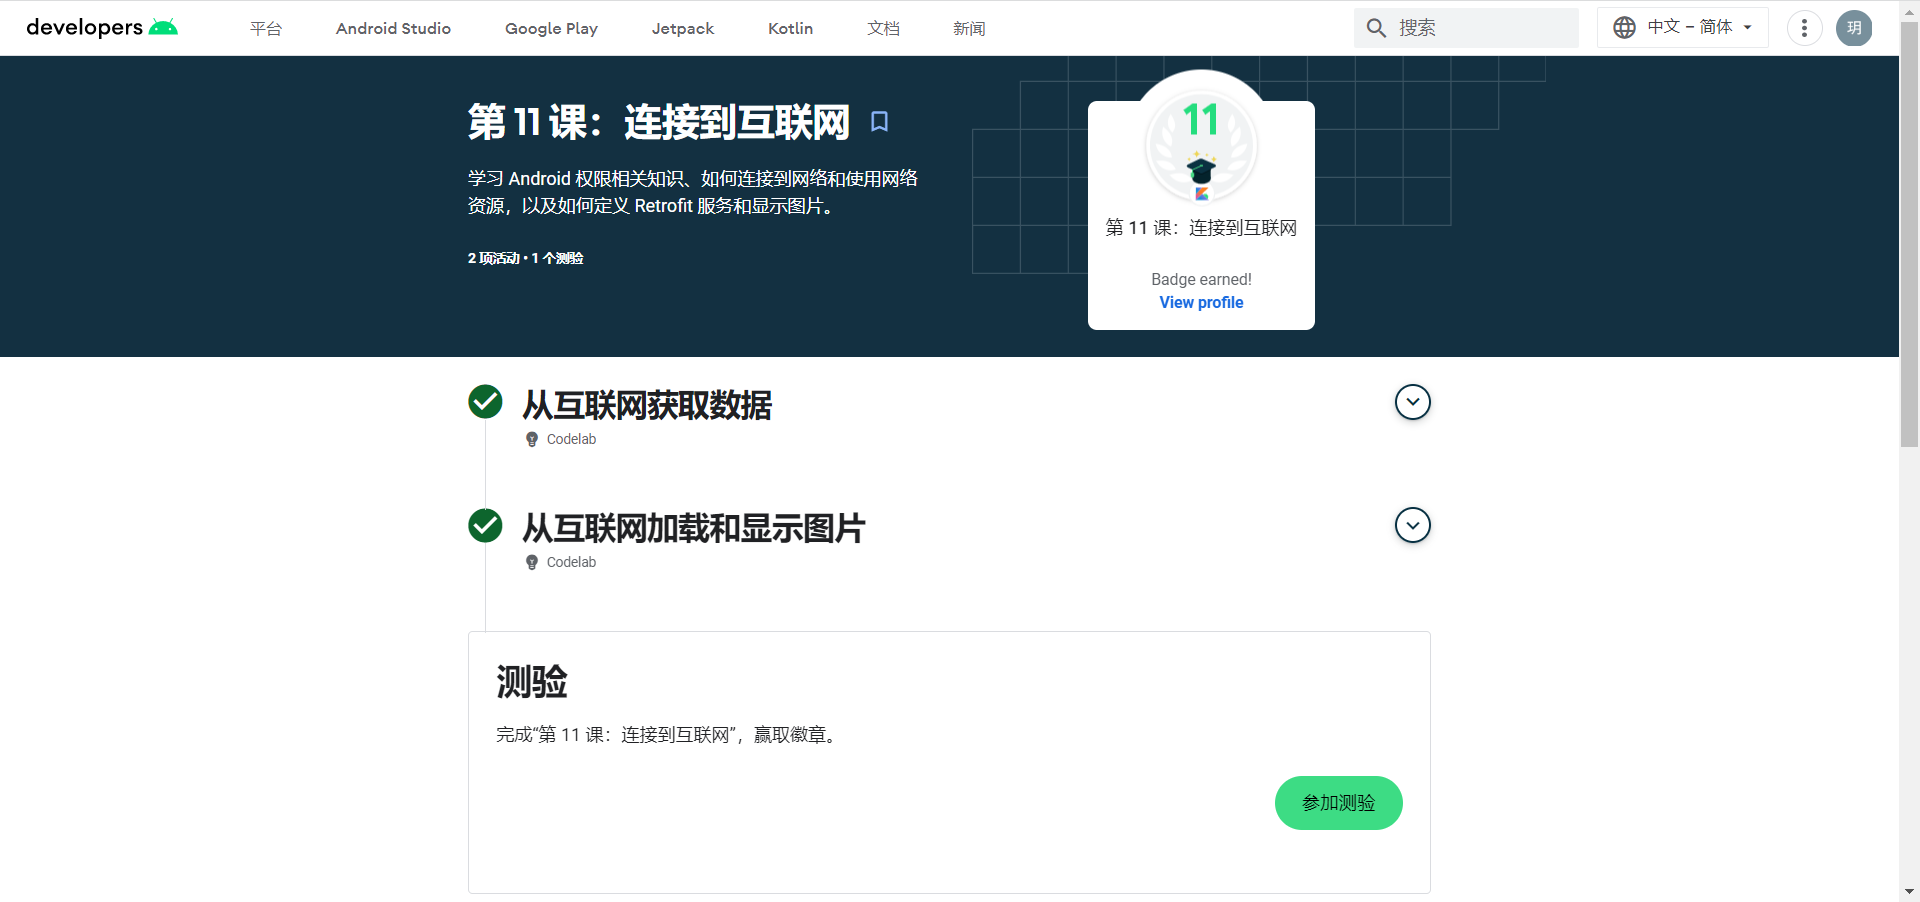 developers
平台
Android Studio
Google Play
Jetpack
Kotlin
文档
新闻
搜索
中文 – 简体
玥
第 11 课：连接到互联网
学习 Android 权限相关知识、如何连接到网络和使用网络
资源，以及如何定义 Retrofit 服务和显示图片。
2 项活动 • 1 个测验
11
第 11 课：连接到互联网
Badge earned!
View profile
从互联网获取数据
Codelab
从互联网加载和显示图片
Codelab
测验
完成“第 11 课：连接到互联网”，赢取徽章。
参加测验